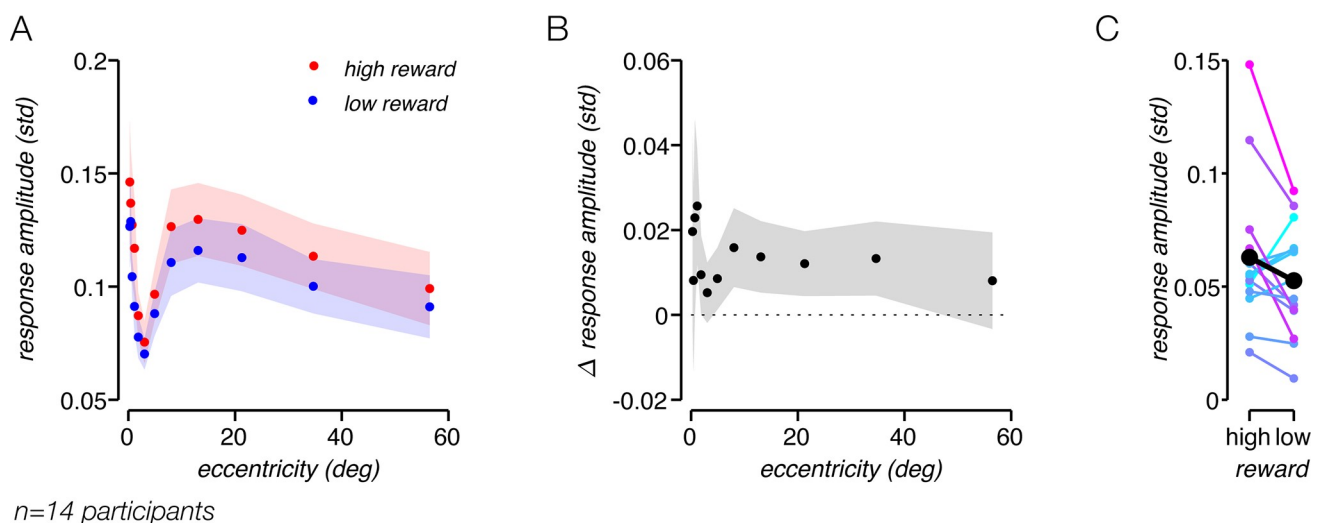 A
response amplitude (std)
0.2
0.15
0.1
0.05
high reward
low reward
0 20 40 60
eccentricity (deg)
B
Δ response amplitude (std)
0.06
0.04
0.02
0
-0.02
0 20 40 60
eccentricity (deg)
C
response amplitude (std)
0.15
0.1
0.05
0
high low
reward
n=14 participants